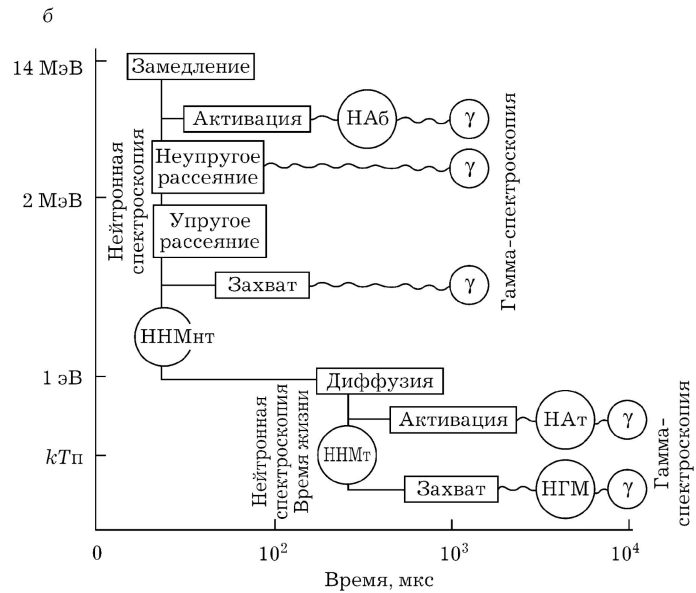 б
14 МэВ
Замедление
Активация
НАб
γ
Неупругое
рассеяние
γ
2 МэВ
Упругое
рассеяние
Захват
γ
Нейтронная
спектроскопия
Гамма-спектроскопия
ННМнт
1 эВ
Диффузия
Активация
НАт
γ
kTп
ННМт
Захват
НГМ
γ
Нейтронная
спектроскопия
Время жизни
Гамма-
спектроскопия
0
10²
10³
10⁴
Время, мкс